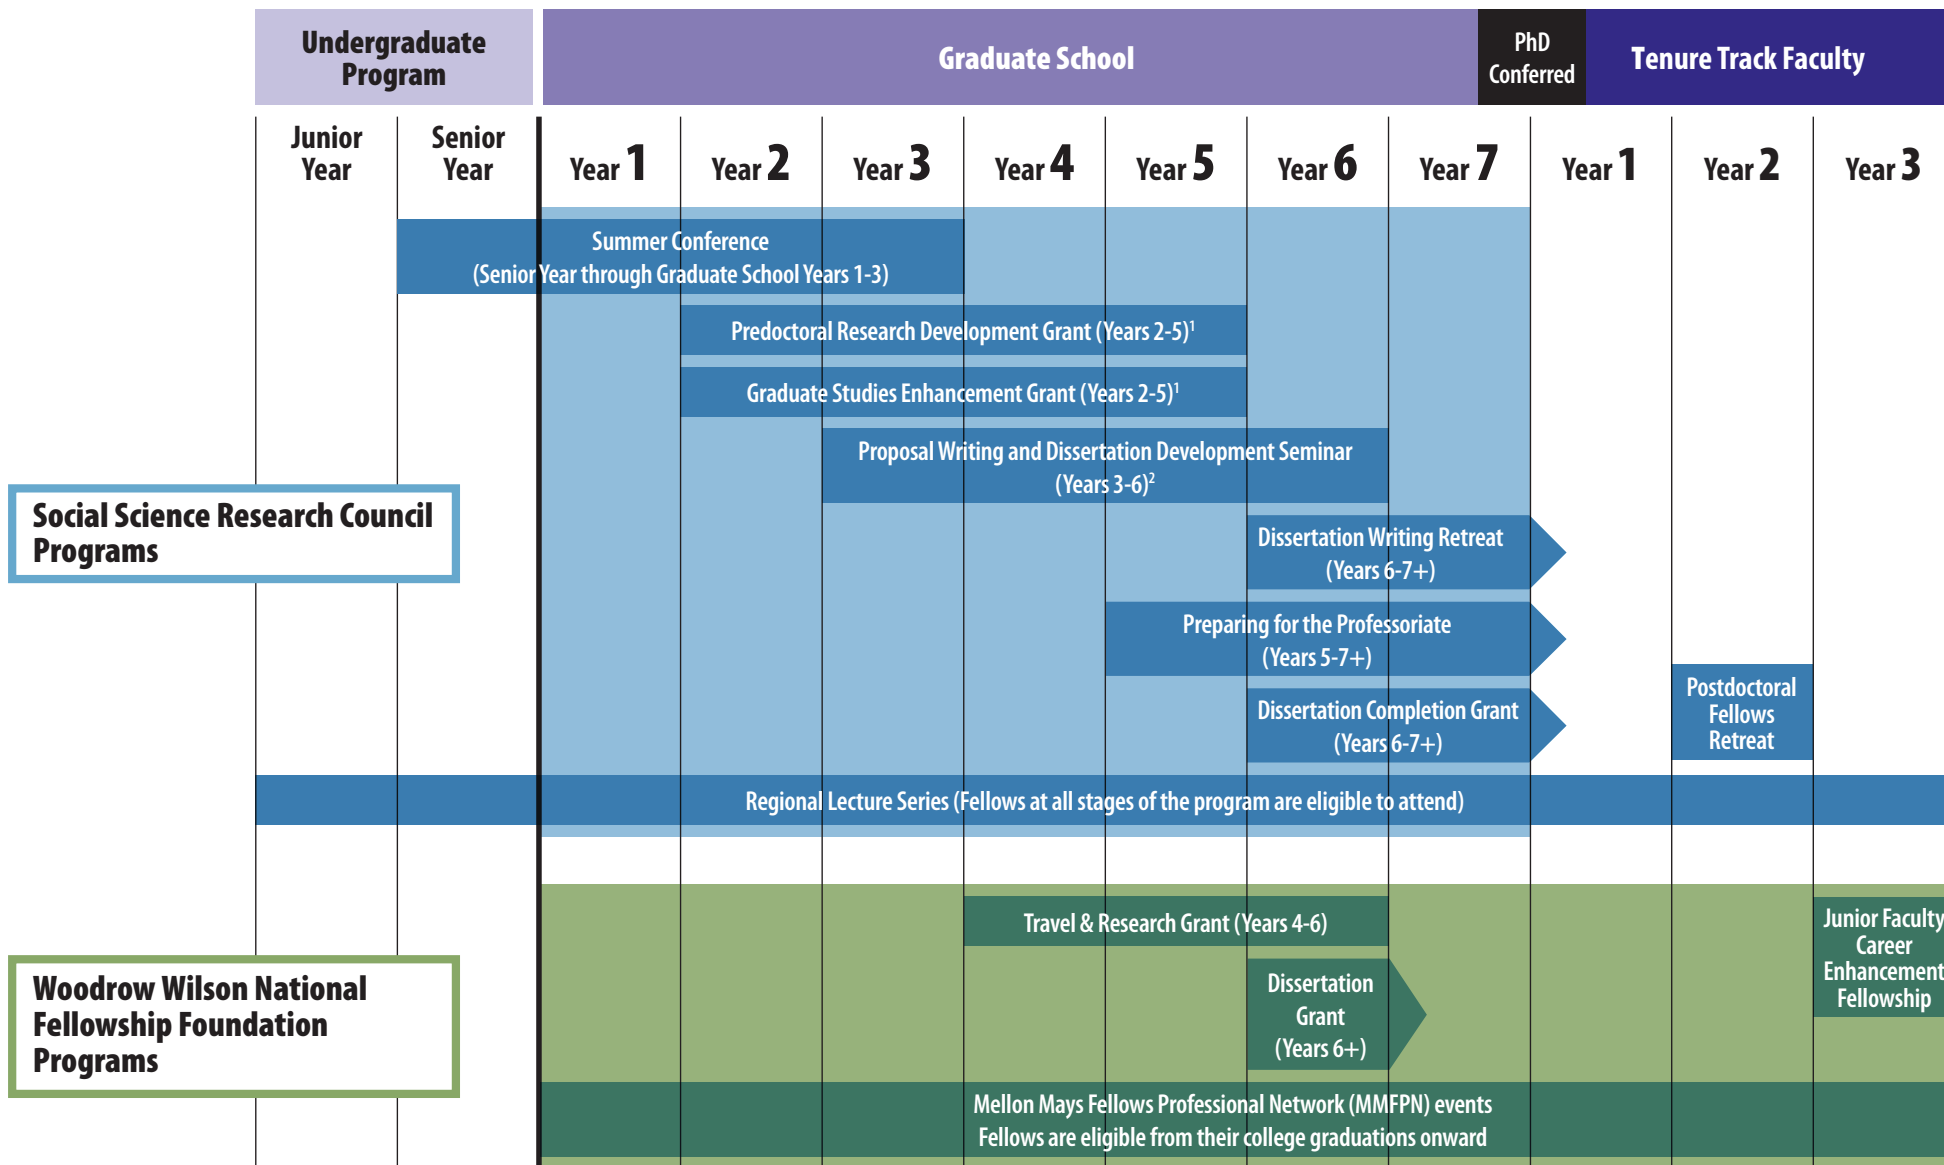 Undergraduate
Program
Graduate School
PhD
Conferred
Tenure Track Faculty
Junior
Year
Senior
Year
Year 1
Year 2
Year 3
Year 4
Year 5
Year 6
Year 7
Year 1
Year 2
Year 3
Summer Conference
(Senior Year through Graduate School Years 1-3)
Predoctoral Research Development Grant (Years 2-5)¹
Graduate Studies Enhancement Grant (Years 2-5)¹
Proposal Writing and Dissertation Development Seminar
(Years 3-6)²
Social Science Research Council
Programs
Dissertation Writing Retreat
(Years 6-7+)
Preparing for the Professoriate
(Years 5-7+)
Dissertation Completion Grant
(Years 6-7+)
Postdoctoral
Fellows
Retreat
Regional Lecture Series (Fellows at all stages of the program are eligible to attend)
Travel & Research Grant (Years 4-6)
Junior Faculty
Career
Enhancement
Fellowship
Woodrow Wilson National
Fellowship Foundation
Programs
Dissertation
Grant
(Years 6+)
Mellon Mays Fellows Professional Network (MMFPN) events
Fellows are eligible from their college graduations onward